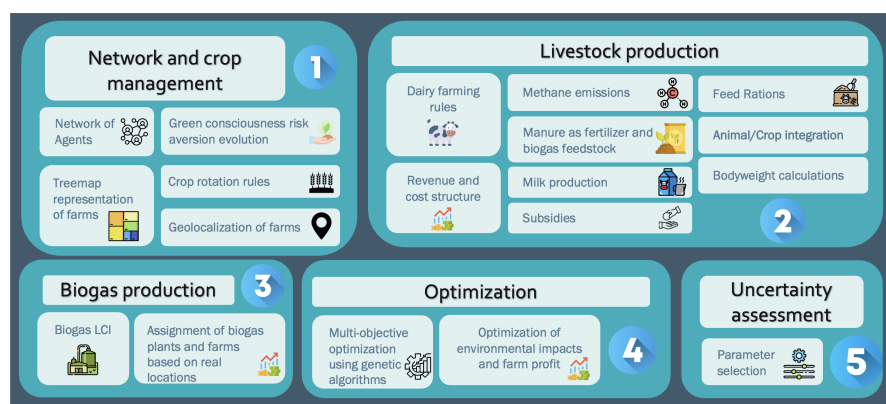 Network and crop
management
1
Network of
Agents
Green consciousness risk
aversion evolution
Treemap
representation
of farms
Crop rotation rules
Geolocalization of farms
Livestock production
Dairy farming
rules
Revenue and
cost structure
Methane emissions
Manure as fertilizer and
biogas feedstock
Milk production
Subsidies
Feed Rations
Animal/Crop integration
Bodyweight calculations
2
Biogas production
3
Biogas LCI
Assignment of biogas
plants and farms
based on real
locations
Optimization
Multi-objective
optimization
using genetic
algorithms
Optimization of
environmental impacts
and farm profit
4
Uncertainty
assessment
Parameter
selection
5